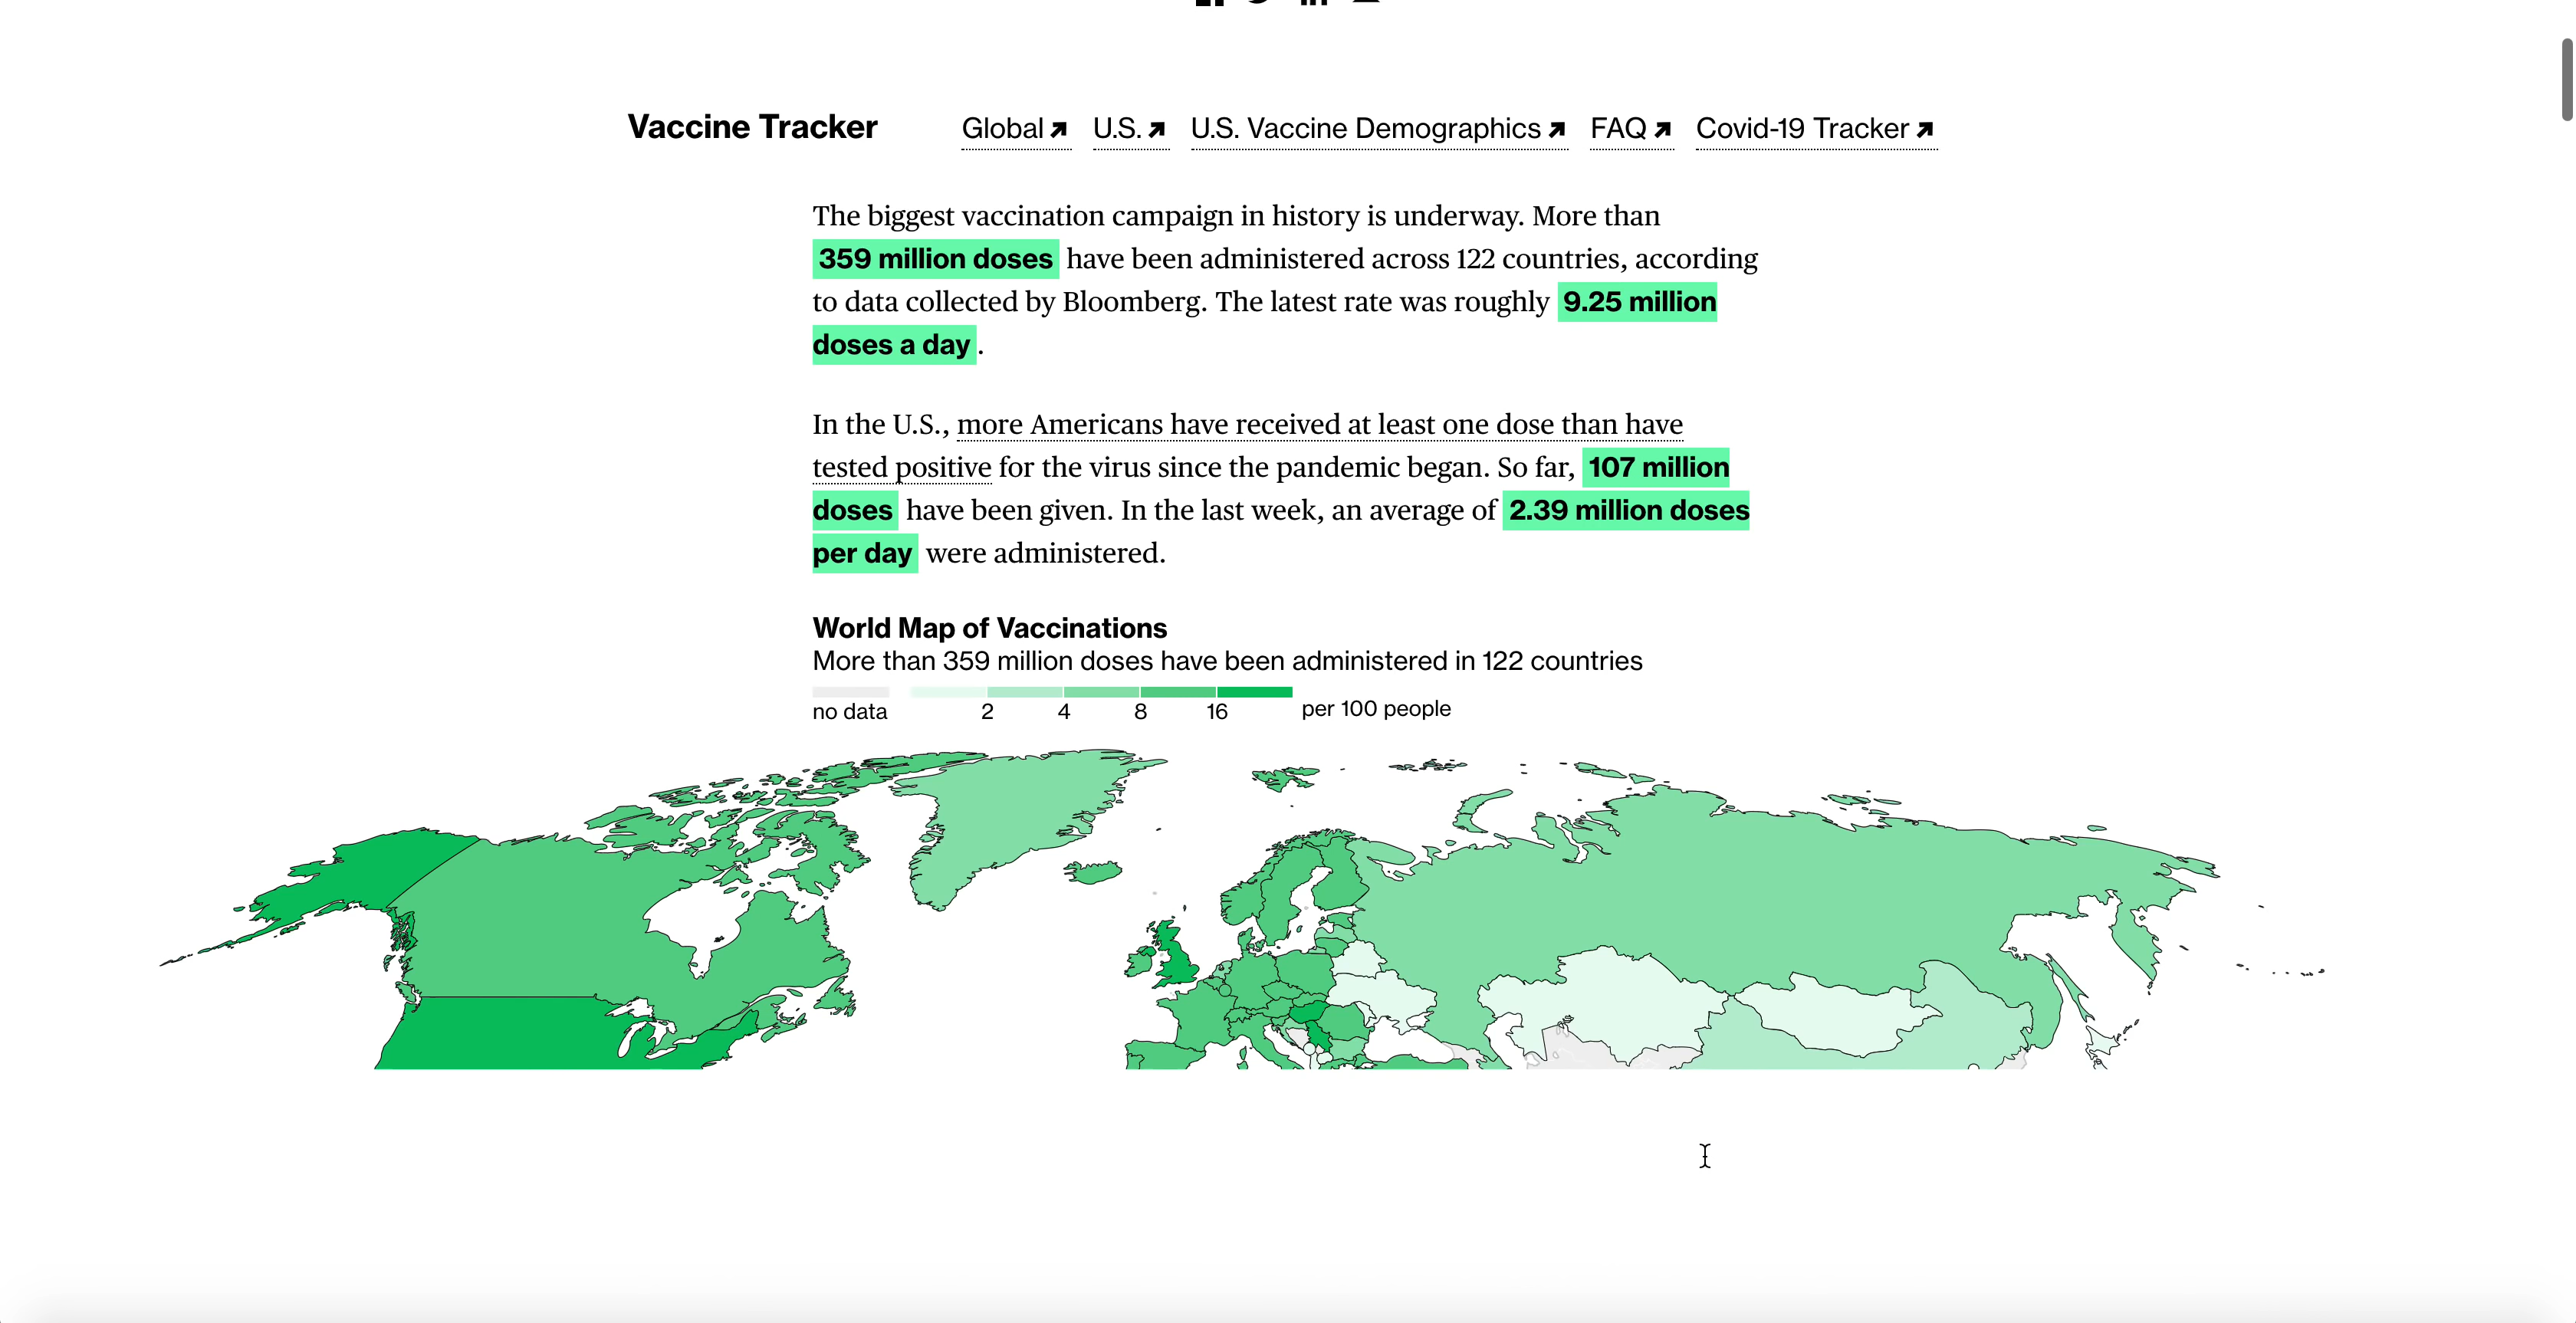 Vaccine Tracker
Global U.S. U.S. Vaccine Demographics FAQ Covid-19 Tracker
The biggest vaccination campaign in history is underway. More than
359 million doses have been administered across 122 countries, according
to data collected by Bloomberg. The latest rate was roughly 9.25 million
doses a day .
In the U.S., more Americans have received at least one dose than have
tested positive for the virus since the pandemic began. So far, 107 million
doses have been given. In the last week, an average of 2.39 million doses
per day were administered.
World Map of Vaccinations
More than 359 million doses have been administered in 122 countries
no data 2 4 8 16 per 100 people